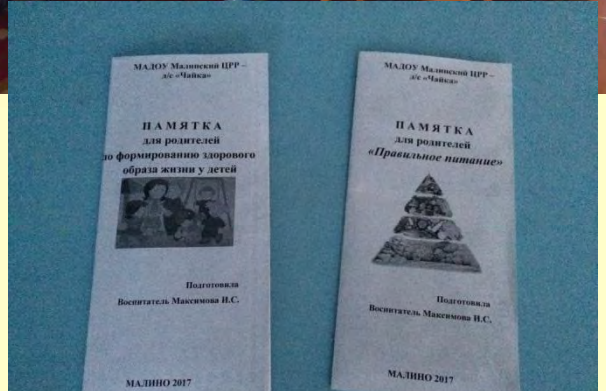 МАДОУ Малинский ЦРР –
д/с «Чайка»
ПАМЯТКА
для родителей
по формированию здорового
образа жизни у детей
Подготовила
Воспитатель Максимова И.С.
МАЛИНО 2017
МАДОУ Малинский ЦРР –
д/с «Чайка»
ПАМЯТКА
для родителей
«Правильное питание»
Подготовила
Воспитатель Максимова И.С.
МАЛИНО 2017